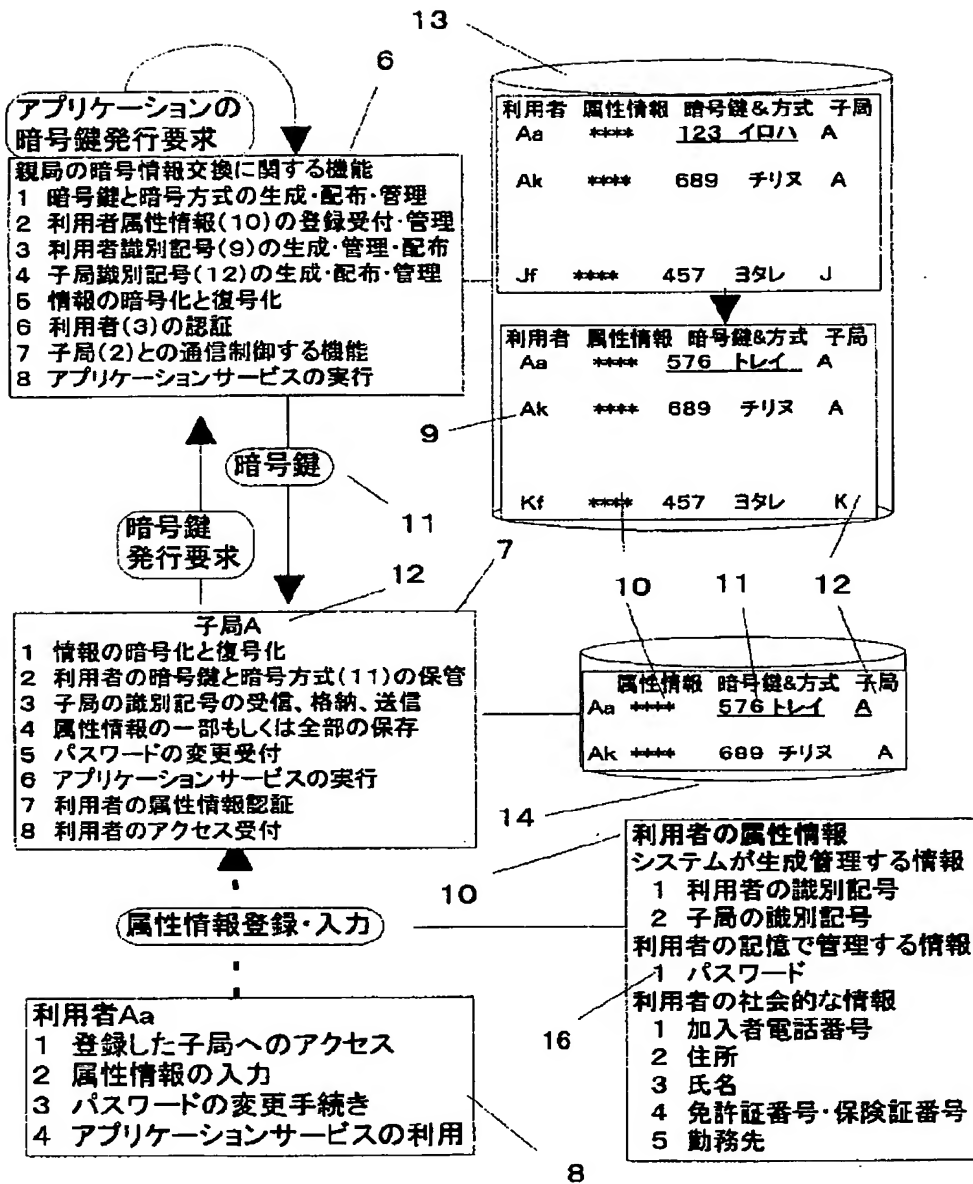 13
6
アプリケーションの
暗号鍵発行要求
親局の暗号情報交換に関する機能
1 暗号鍵と暗号方式の生成・配布・管理
2 利用者属性情報(10)の登録受付・管理
3 利用者識別記号(9)の生成・管理・配布
4 子局識別記号(12)の生成・配布・管理
5 情報の暗号化と復号化
6 利用者(3)の認証
7 子局(2)との通信制御する機能
8 アプリケーションサービスの実行
利用者 属性情報 暗号鍵&方式 子局
Aa **** 123 イロハ A
Ak **** 689 チリヌ A
Jf **** 457 ヨタレ J
利用者 属性情報 暗号鍵&方式 子局
Aa **** 576 トレイ A
Ak **** 689 チリヌ A
Kf **** 457 ヨタレ K
9
暗号鍵
11
暗号鍵
発行要求
7
12
10 11 12
子局A
1 情報の暗号化と復号化
2 利用者の暗号鍵と暗号方式(11)の保管
3 子局の識別記号の受信、格納、送信
4 属性情報の一部もしくは全部の保存
5 パスワードの変更受付
6 アプリケーションサービスの実行
7 利用者の属性情報認証
8 利用者のアクセス受付
属性情報 暗号鍵&方式 子局
Aa **** 576 トレイ A
Ak **** 689 チリヌ A
14
10
属性情報登録・入力
利用者の属性情報
システムが生成管理する情報
1 利用者の識別記号
2 子局の識別記号
利用者の記憶で管理する情報
1 パスワード
利用者の社会的な情報
1 加入者電話番号
2 住所
3 氏名
4 免許証番号・保険証番号
5 勤務先
16
利用者Aa
1 登録した子局へのアクセス
2 属性情報の入力
3 パスワードの変更手続き
4 アプリケーションサービスの利用
8